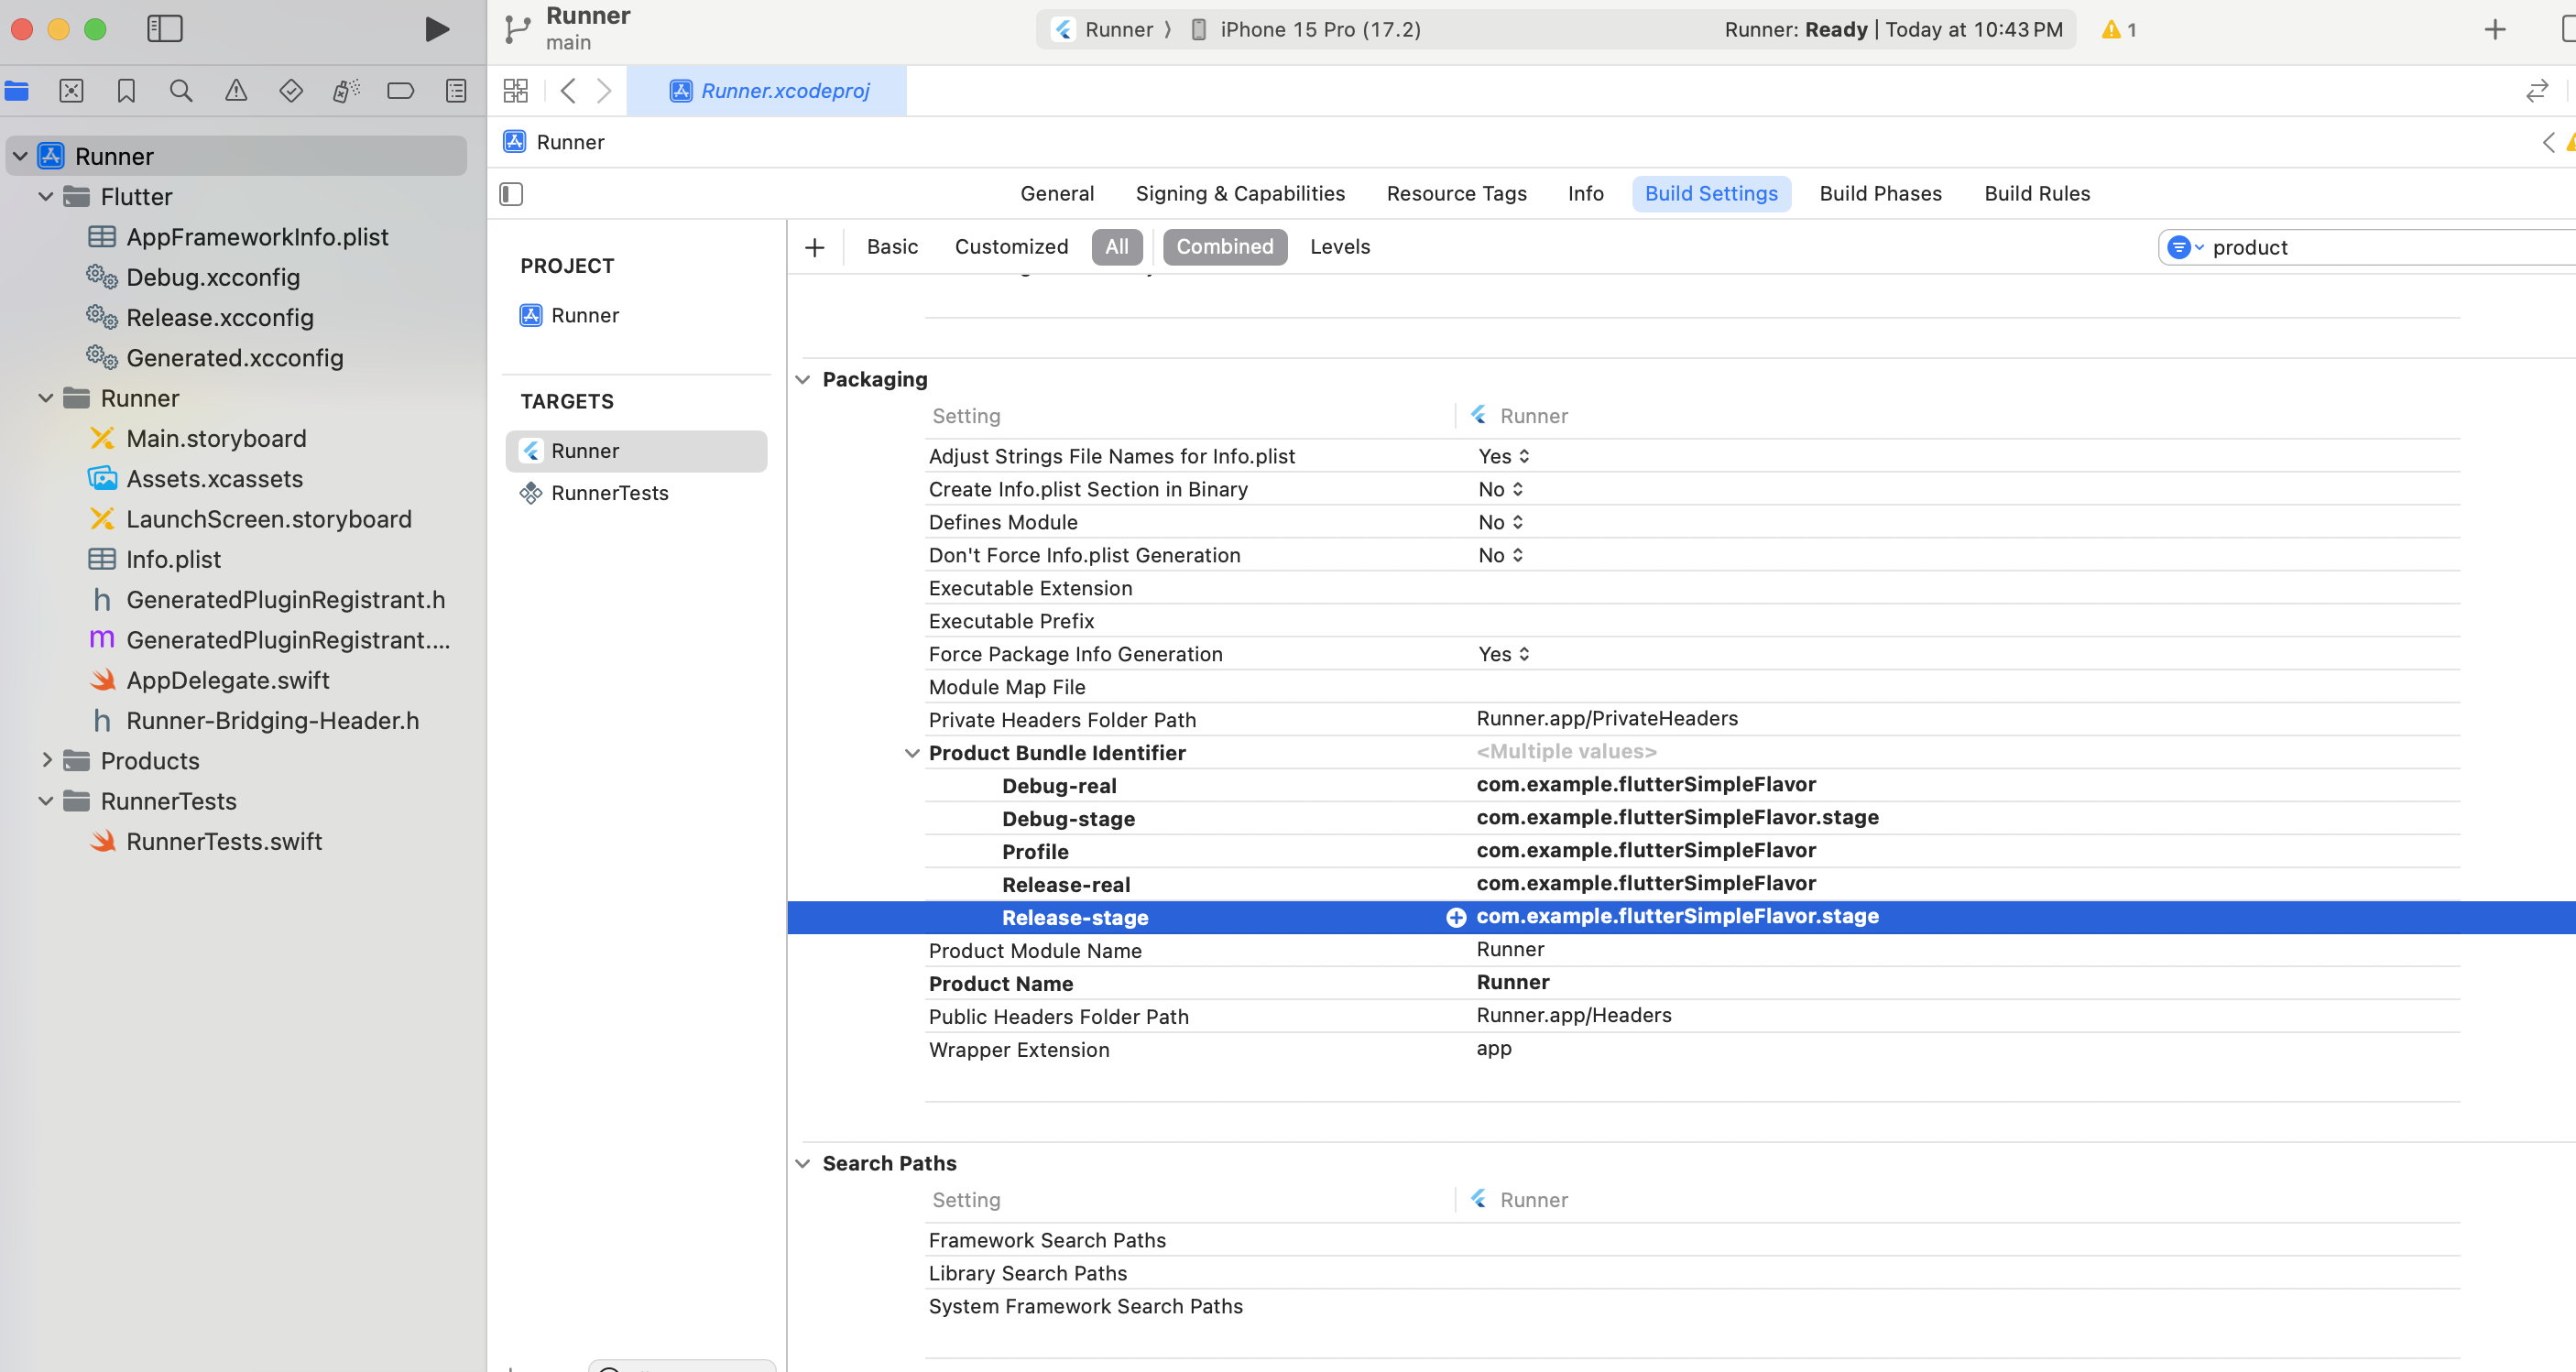 Runner
main
Runner 〉 iPhone 15 Pro (17.2)
Runner: Ready | Today at 10:43 PM
1
Runner.xcodeproj
Runner
Runner
Flutter
AppFrameworkInfo.plist
Debug.xcconfig
Release.xcconfig
Generated.xcconfig
Runner
Main.storyboard
Assets.xcassets
LaunchScreen.storyboard
Info.plist
GeneratedPluginRegistrant.h
GeneratedPluginRegistrant....
AppDelegate.swift
Runner-Bridging-Header.h
Products
RunnerTests
RunnerTests.swift
General Signing & Capabilities Resource Tags Info Build Settings Build Phases Build Rules
PROJECT
Runner
TARGETS
Runner
RunnerTests
Basic Customized All Combined Levels
product
Packaging
Setting Runner
Adjust Strings File Names for Info.plist Yes
Create Info.plist Section in Binary No
Defines Module No
Don't Force Info.plist Generation No
Executable Extension
Executable Prefix
Force Package Info Generation Yes
Module Map File
Private Headers Folder Path Runner.app/PrivateHeaders
Product Bundle Identifier <Multiple values>
Debug-real com.example.flutterSimpleFlavor
Debug-stage com.example.flutterSimpleFlavor.stage
Profile com.example.flutterSimpleFlavor
Release-real com.example.flutterSimpleFlavor
Release-stage com.example.flutterSimpleFlavor.stage
Product Module Name Runner
Product Name Runner
Public Headers Folder Path Runner.app/Headers
Wrapper Extension app
Search Paths
Setting Runner
Framework Search Paths
Library Search Paths
System Framework Search Paths